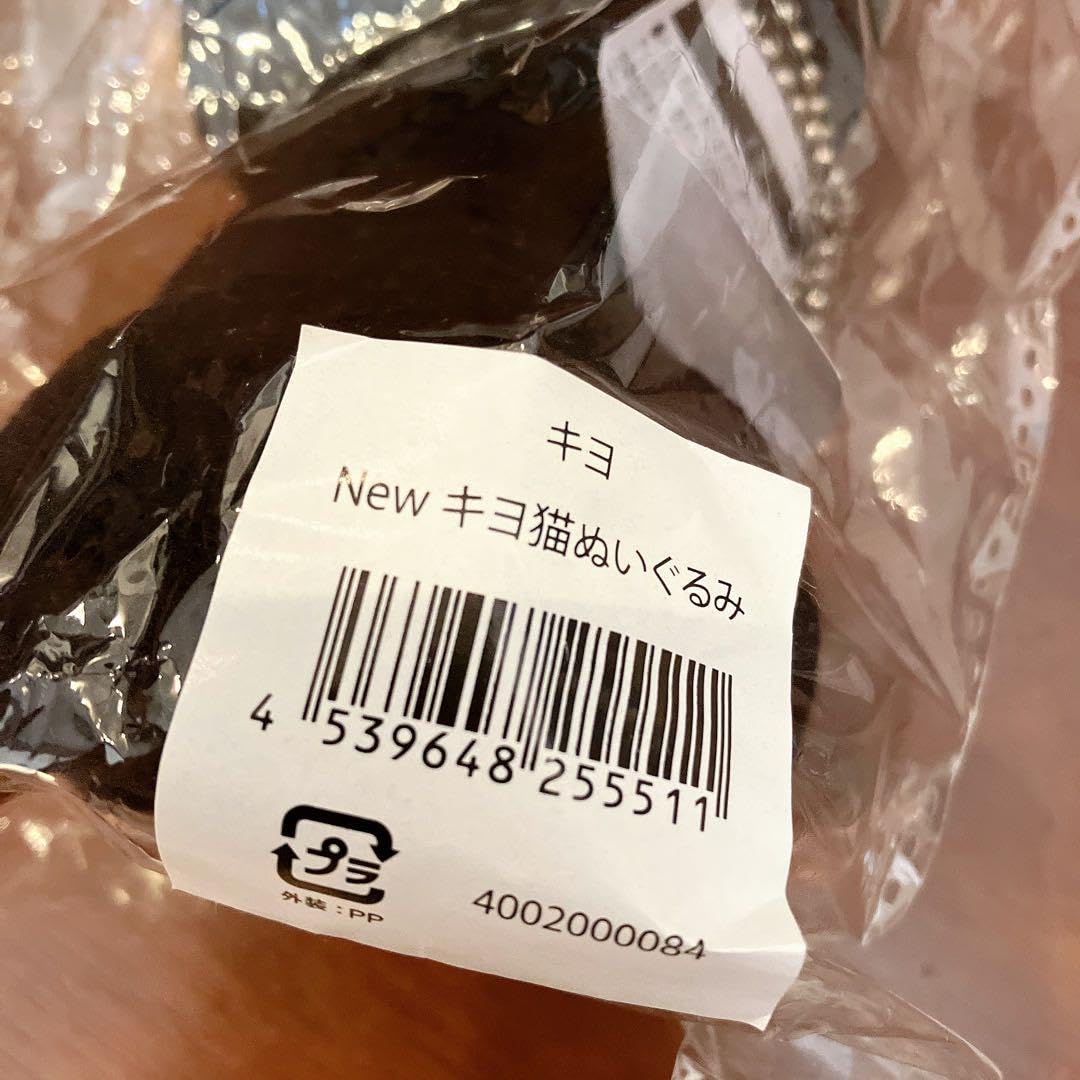 キヨ
New キヨ猫ぬいぐるみ
4 539648 255511
プラ
外装：PP
4002000084